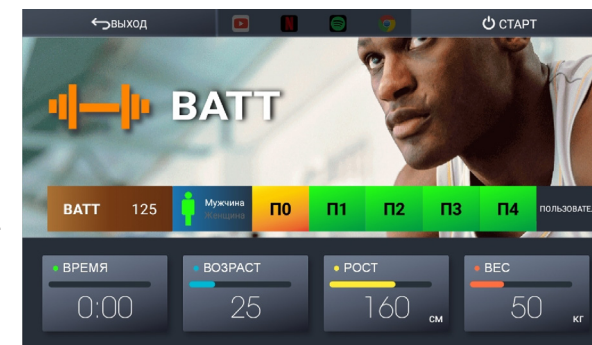 ВЫХОД
СТАРТ
ВАТТ
ВАТТ 125
Мужчина
Женщина
П0 П1 П2 П3 П4
ПОЛЬЗОВАТЕ
ВРЕМЯ
0:00
ВОЗРАСТ
25
РОСТ
160 СМ
ВЕС
50 КГ